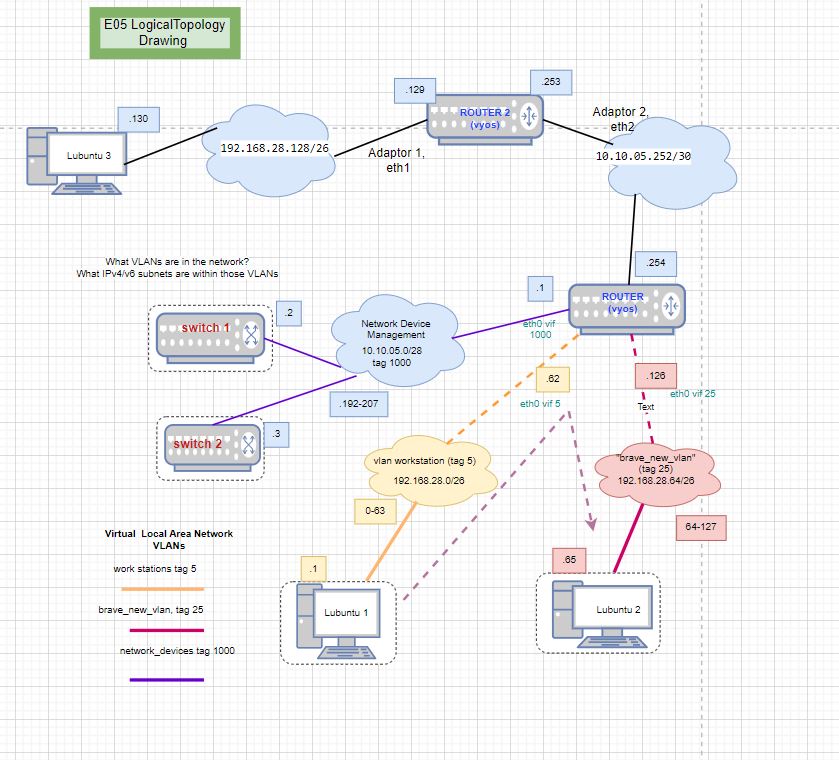 E05 LogicalTopology
Drawing
.130
.129
.253
ROUTER 2
(vyos)
Adaptor 2,
eth2
Lubuntu 3
192.168.28.128/26
Adaptor 1,
eth1
10.10.05.252/30
What VLANs are in the network?
What IPv4/v6 subnets are within those VLANs
.254
.1
ROUTER
(vyos)
.2
switch 1
Network Device
Management
10.10.05.0/28
tag 1000
eth0 vif
1000
.62
.126
eth0 vif 25
.192-207
eth0 vif 5
Text
.3
switch 2
vlan workstation (tag 5)
192.168.28.0/26
"brave_new_vlan"
(tag 25)
192.168.28.64/26
0-63
64-127
Virtual Local Area Network
VLANs
work stations tag 5
.1
.65
brave_new_vlan, tag 25
Lubuntu 1
Lubuntu 2
network_devices tag 1000